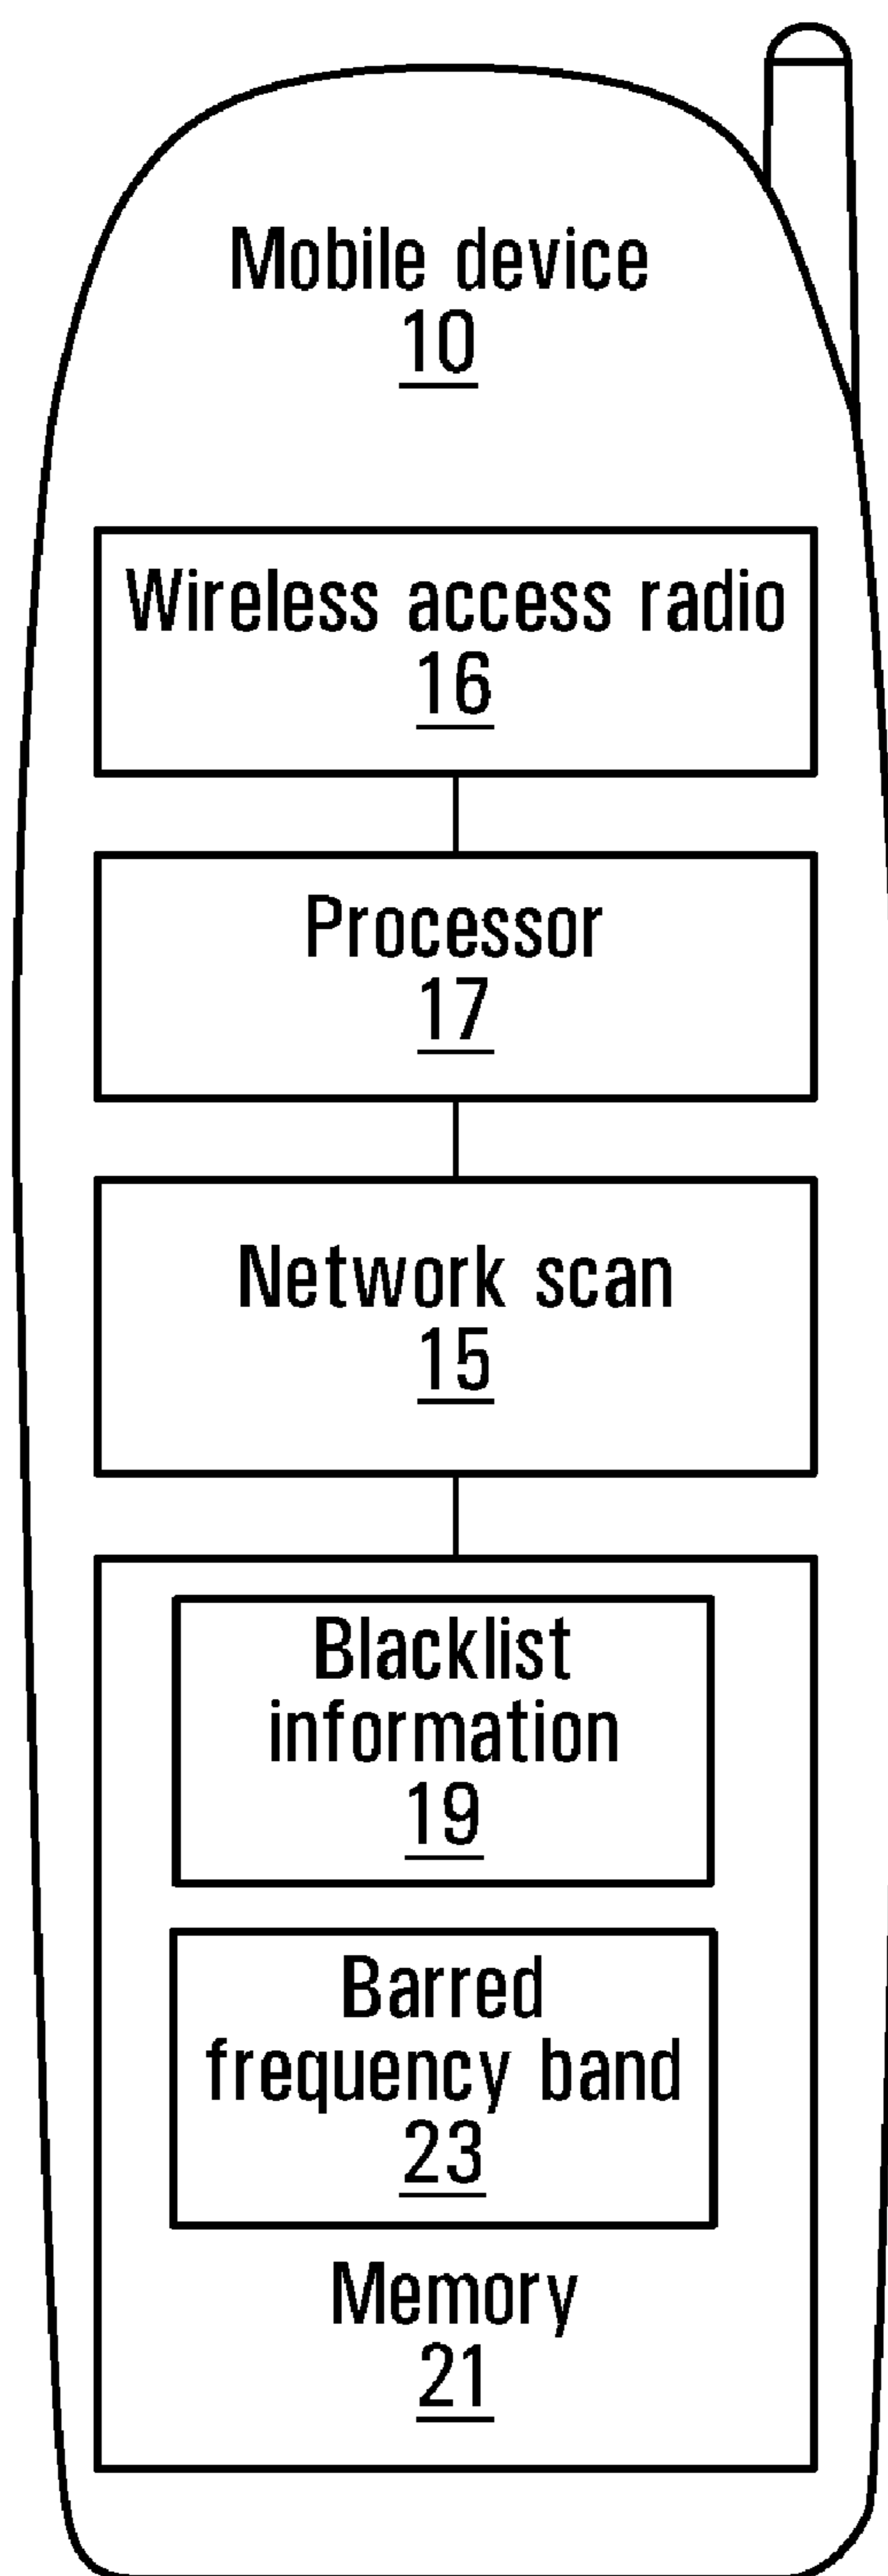 Mobile device
10
Wireless access radio
16
Processor
17
Network scan
15
Blacklist
information
19
Barred
frequency band
23
Memory
21